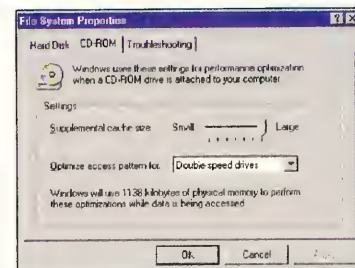 File System Properties
Hard Disk CD-ROM Troubleshooting
Windows uses these settings for performance optimization
when a CD-ROM drive is attached to your computer
Settings
Supplemental cache size: Small Large
Optimize access pattern for: Double-speed drives
Windows will use 1138 kilobytes of physical memory to perform
these optimizations while data is being accessed
OK Cancel